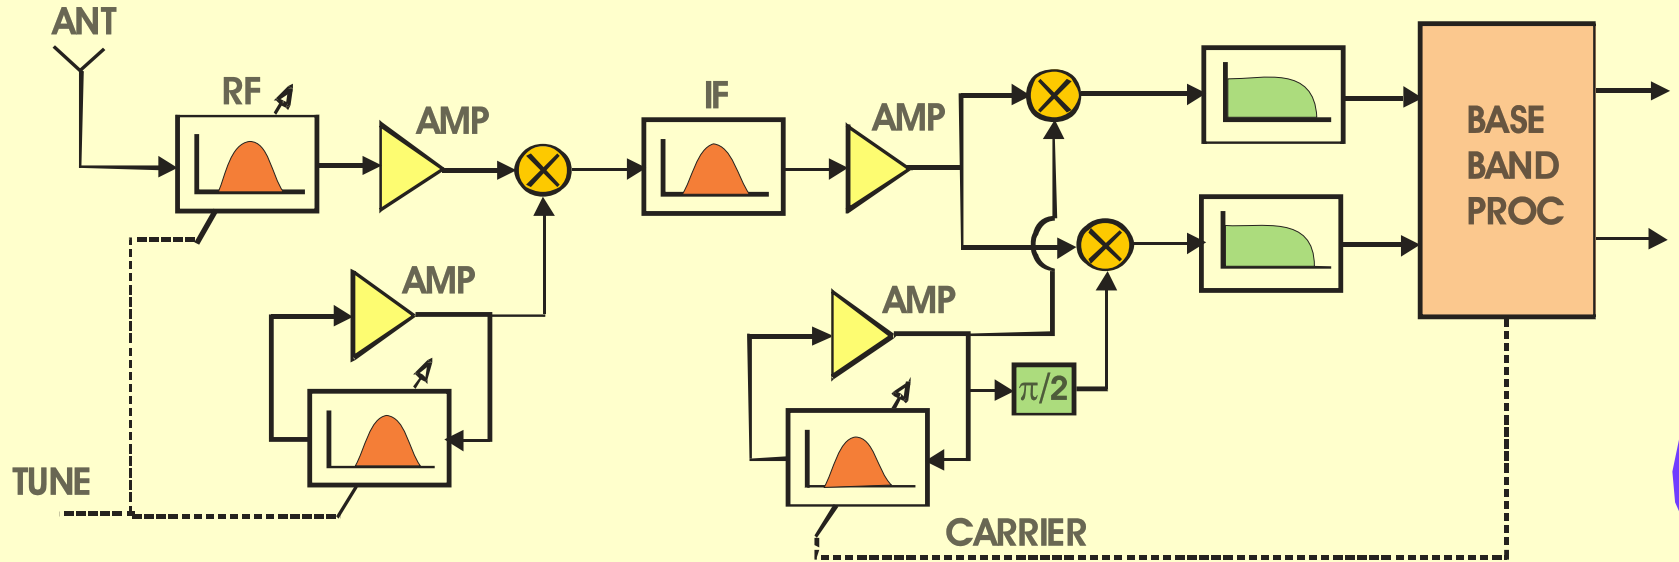 ANT
RF
AMP
IF
AMP
BASE
BAND
PROC
AMP
AMP
π/2
TUNE
CARRIER